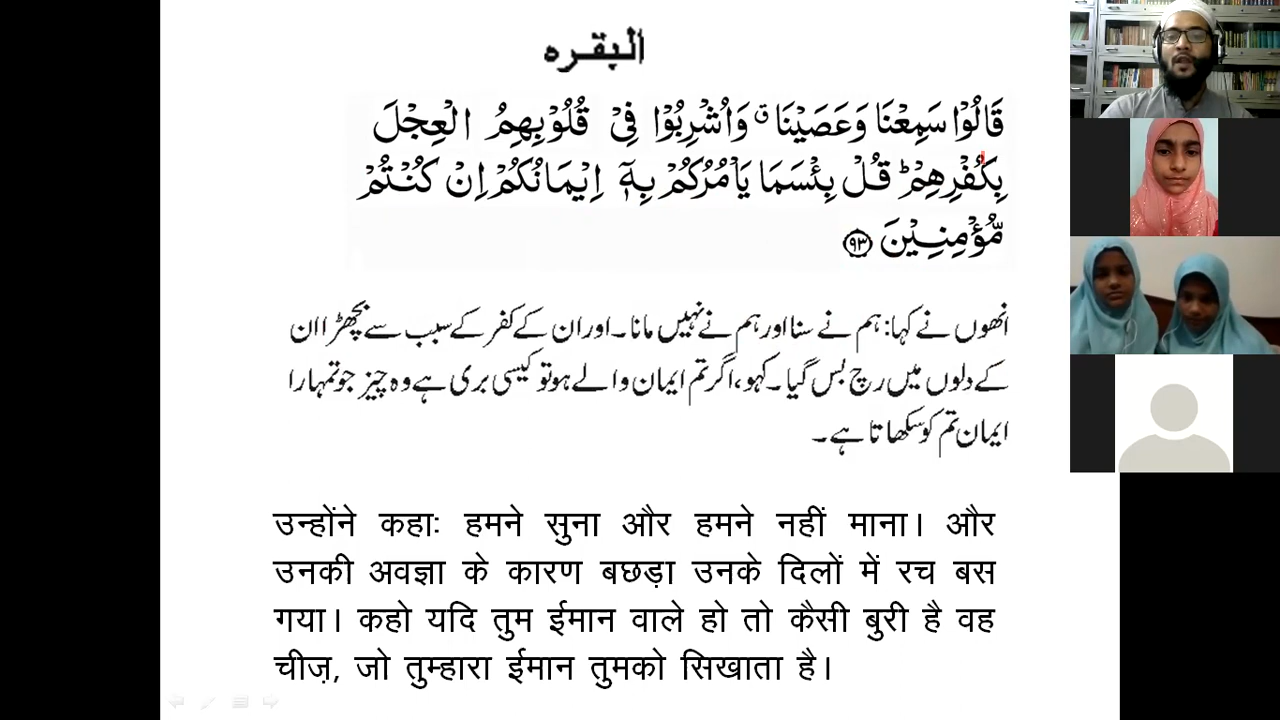 البقرہ
قَالُوْا سَمِعْنَا وَعَصَيْنَا ۤق وَاُشْرِبُوْا فِيْ قُلُوْبِهِمُ الْعِجْلَ
بِكُفْرِهِمْ ؕ قُلْ بِئْسَمَا يَاْمُرُكُمْ بِهٖٓ اِيْمَانُكُمْ اِنْ كُنْتُمْ
مُّؤْمِنِيْنَ ۹۳
انھوں نے کہا: ہم نے سنا اور ہم نے نہیں مانا۔ اور ان کے کفر کے سبب سے بچھڑا ان
کے دلوں میں رچ بس گیا۔ کہو، اگر تم ایمان والے ہو تو کیسی بری ہے وہ چیز جو تمہارا
ایمان تم کو سکھاتا ہے۔
उन्होंने कहाः हमने सुना और हमने नहीं माना। और
उनकी अवज्ञा के कारण बछड़ा उनके दिलों में रच बस
गया। कहो यदि तुम ईमान वाले हो तो कैसी बुरी है वह
चीज़, जो तुम्हारा ईमान तुमको सिखाता है।